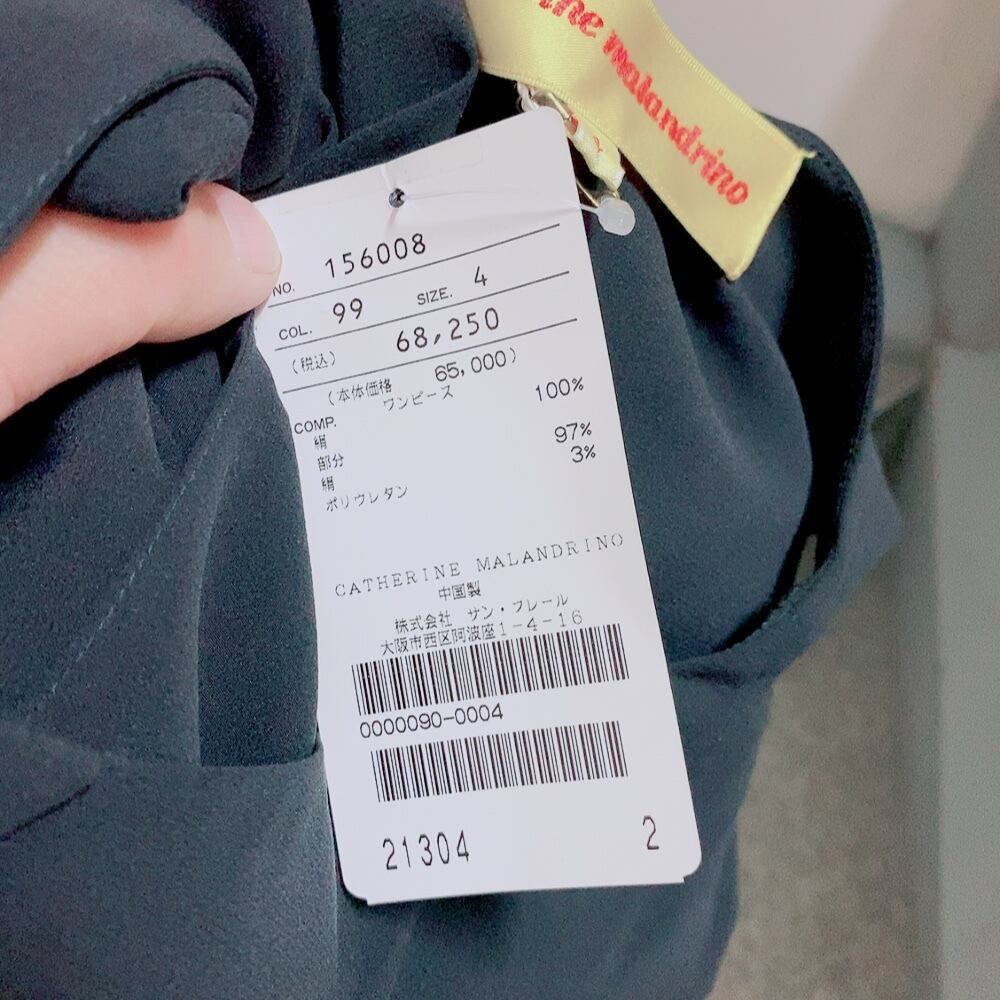 he malandrino
NO. 156008
COL. 99 SIZE. 4
(税込) 68,250
(本体価格 65,000)
ワンピース
COMP. 100%
絹
部分 97%
絹 3%
ポリウレタン
CATHERINE MALANDRINO
中国製
株式会社 サン・フレール
大阪市西区阿波座1-4-16
0000090-0004
21304 2